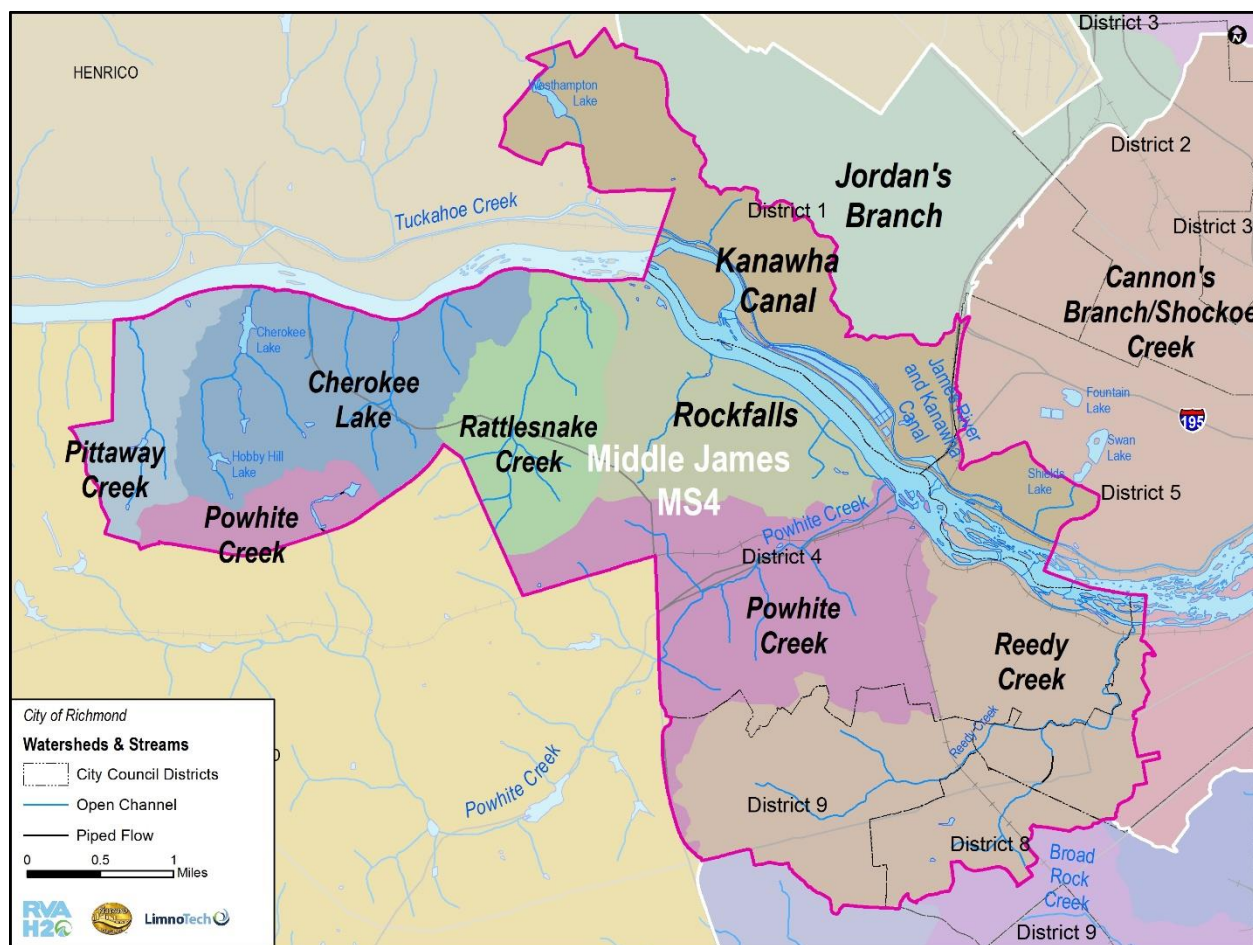 HENRICO
Westhampton
Lake
District 3
District 2
Jordan's
Branch
Tuckahoe Creek
District 1
District 3
Kanawha
Canal
Cannon's
Branch/Shockoe
Creek
Cherokee
Lake
Cherokee
Lake
James River
and Kanawha
Canal
Fountain
Lake
195
Rattlesnake
Creek
Rockfalls
Swan
Lake
Pittaway
Creek
Hobby Hill
Lake
Middle James
MS4
Shields
Lake
District 5
Powhite
Creek
Powhite Creek
District 4
Powhite
Creek
Reedy
Creek
Reedy Creek
Powhite Creek
District 9
District 8
Broad
Rock
Creek
District 9
City of Richmond
Watersheds & Streams
City Council Districts
Open Channel
Piped Flow
0 0.5 1
Miles
RVA
H2O
LimnoTech
N